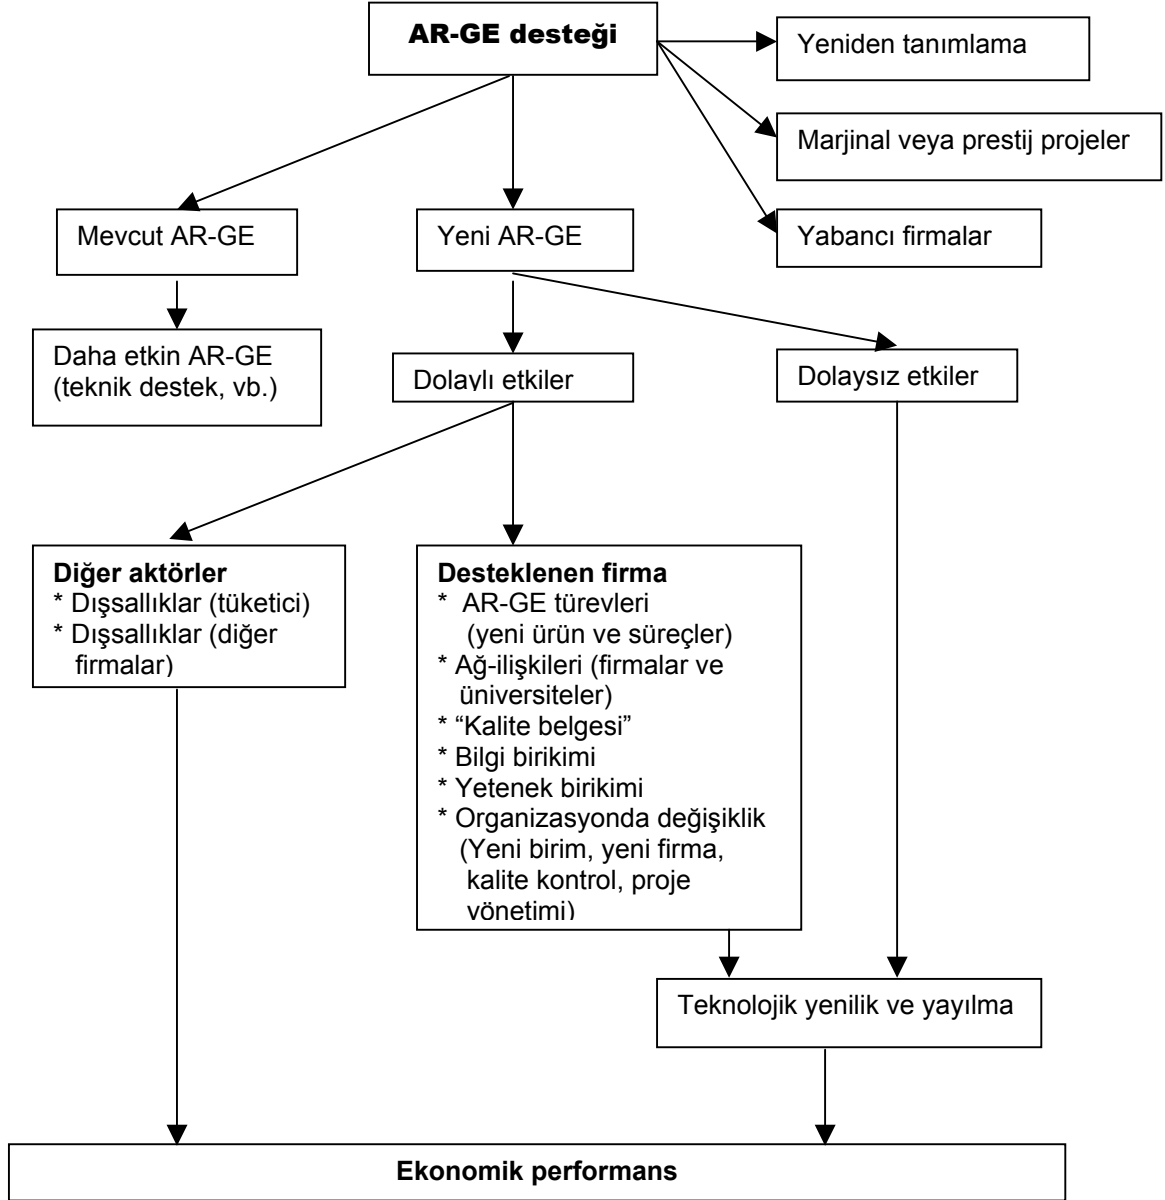 AR-GE desteği
Yeniden tanımlama
Marjinal veya prestij projeler
Mevcut AR-GE
Yeni AR-GE
Yabancı firmalar
Daha etkin AR-GE
(teknik destek, vb.)
Dolaylı etkiler
Dolaysız etkiler
Diğer aktörler
* Dışsallıklar (tüketici)
* Dışsallıklar (diğer
firmalar)
Desteklenen firma
* AR-GE türevleri
(yeni ürün ve süreçler)
* Ağ-ilişkileri (firmalar ve
üniversiteler)
* “Kalite belgesi”
* Bilgi birikimi
* Yetenek birikimi
* Organizasyonda değişiklik
(Yeni birim, yeni firma,
kalite kontrol, proje
yönetimi)
Teknolojik yenilik ve yayılma
Ekonomik performans